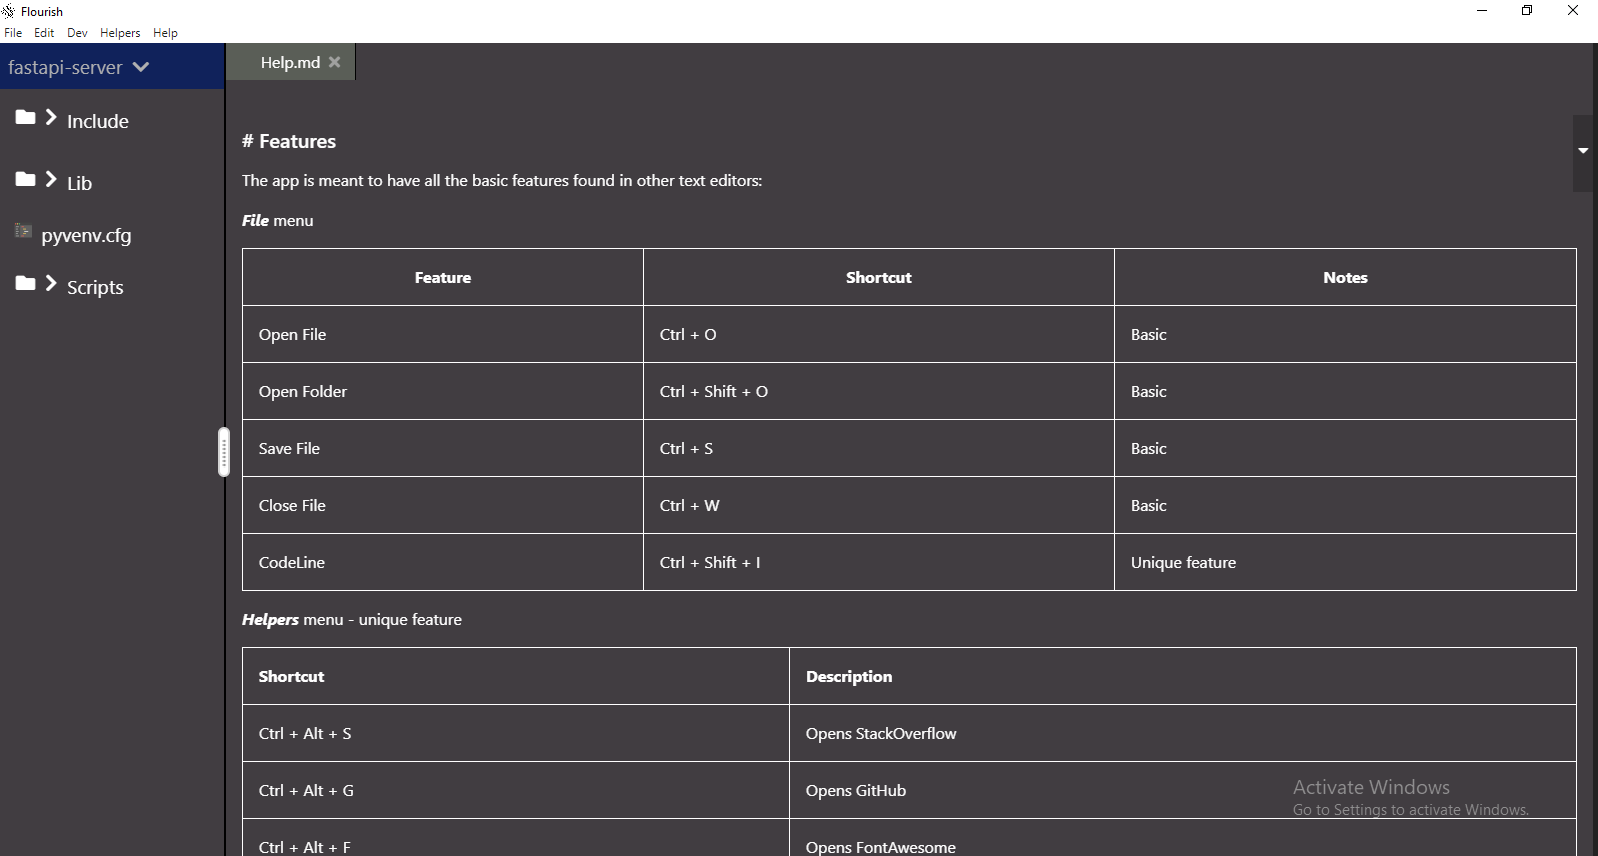 Flourish
File Edit Dev Helpers Help
fastapi-server
Help.md
Include
Lib
pyvenv.cfg
Scripts
# Features
The app is meant to have all the basic features found in other text editors:
File menu
Feature Shortcut Notes
Open File Ctrl + O Basic
Open Folder Ctrl + Shift + O Basic
Save File Ctrl + S Basic
Close File Ctrl + W Basic
CodeLine Ctrl + Shift + I Unique feature
Helpers menu - unique feature
Shortcut Description
Ctrl + Alt + S Opens StackOverflow
Ctrl + Alt + G Opens GitHub
Ctrl + Alt + F Opens FontAwesome
Activate Windows
Go to Settings to activate Windows.